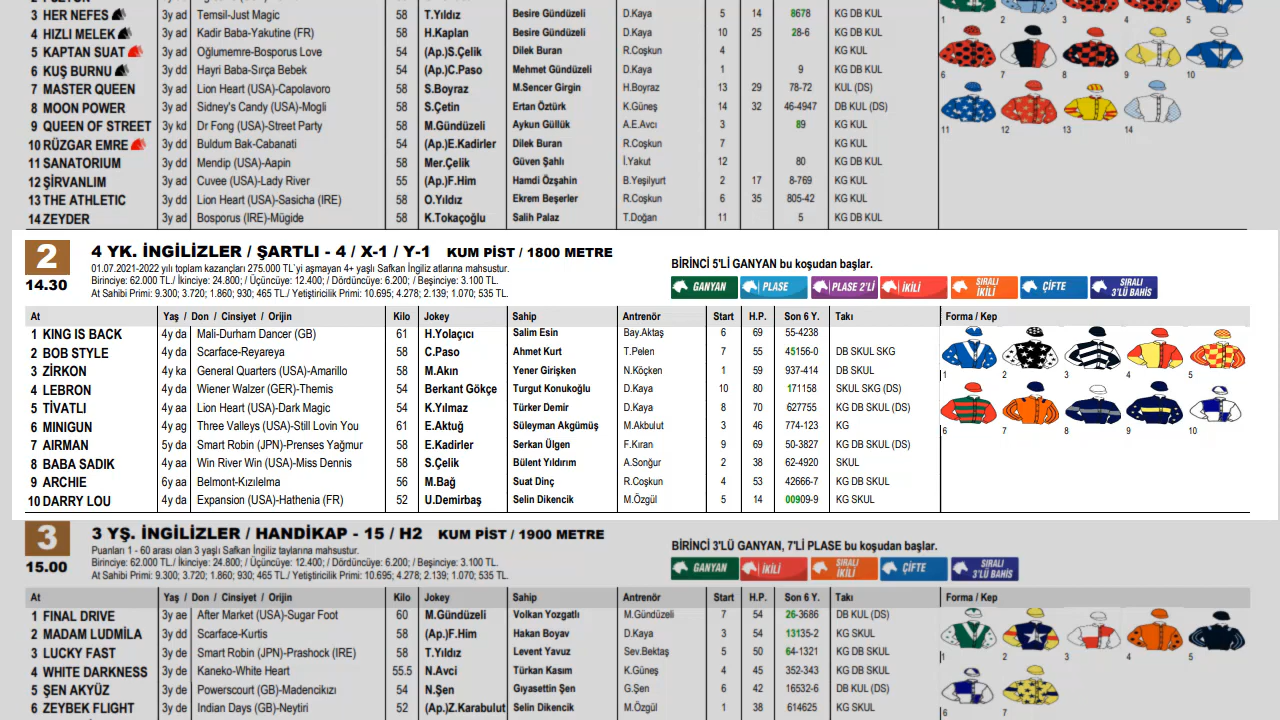 3 HER NEFES 3y ad Temsil-Just Magic 58 T.Yıldız Besire Gündüzeli D.Kaya 5 14 8678 KG DB KUL
4 HIZLI MELEK 3y ad Kadir Baba-Yakutine (FR) 58 H.Kaplan Besire Gündüzeli D.Kaya 10 25 28-6 KG DB KUL
5 KAPTAN SUAT 3y ad Oğlumemre-Bosporus Love 54 (Ap.)S.Çelik Dilek Buran R.Coşkun 4 KG KUL
6 KUŞ BURNU 3y dd Hayri Baba-Sırça Bebek 54 (Ap.)C.Paso Mehmet Gündüzeli D.Kaya 1 9 KG DB KUL
7 MASTER QUEEN 3y dd Lion Heart (USA)-Capolavoro 58 S.Boyraz M.Sencer Girgin H.Boyraz 13 29 78-72 KUL (DS)
8 MOON POWER 3y ad Sidney's Candy (USA)-Mogli 58 S.Çetin Ertan Öztürk K.Güneş 14 32 46-4947 DB KUL (DS)
9 QUEEN OF STREET 3y kd Dr Fong (USA)-Street Party 58 M.Gündüzeli Aykun Güllük A.E.Avcı 3 89 KG KUL
10 RÜZGAR EMRE 3y dd Buldum Bak-Cabanati 54 (Ap.)E.Kadirler Dilek Buran R.Coşkun 7 KG KUL
11 SANATORIUM 3y dd Mendip (USA)-Aapin 58 Mer.Çelik Güven Şahlı İ.Yakut 12 80 KG DB KUL
12 ŞİRVANLIM 3y ad Cuvee (USA)-Lady River 55 (Ap.)F.Him Hamdi Özşahin B.Yeşilyurt 2 17 8-769 KG KUL
13 THE ATHLETIC 3y dd Lion Heart (USA)-Sasicha (IRE) 58 O.Yıldız Ekrem Beşerler R.Coşkun 6 35 805-42 KG KUL
14 ZEYDER 3y ad Bosporus (IRE)-Mügide 58 K.Tokaçoğlu Salih Palaz T.Doğan 11 5 KG DB KUL
1 5
6 7 8 9 10
11 12 13 14
2 4 YK. İNGİLİZLER / ŞARTLI - 4 / X-1 / Y-1 KUM PİST / 1800 METRE
14.30
01.07.2021-2022 yılı toplam kazançları 275.000 TL'yi aşmayan 4+ yaşlı Safkan İngiliz atlarına mahsustur.
Birinciye: 62.000 TL./ İkinciye: 24.800; / Üçüncüye: 12.400; / Dördüncüye: 6.200; / Beşinciye: 3.100 TL.
At Sahibi Primi: 9.300; 3.720; 1.860; 930; 465 TL./ Yetiştiricilik Primi: 10.695; 4.278; 2.139; 1.070; 535 TL.
BİRİNCİ 5'Lİ GANYAN bu koşudan başlar.
GANYAN PLASE PLASE 2'Lİ İKİLİ SIRALI İKİLİ ÇİFTE SIRALI 3'LÜ BAHİS
At Yaş / Don / Cinsiyet / Orijin Kilo Jokey Sahip Antrenör Start H.P. Son 6 Y. Takı Forma / Kep
1 KING IS BACK 4y da Mali-Durham Dancer (GB) 61 H.Yolaçıcı Salim Esin Bay.Aktaş 6 69 55-4238
2 BOB STYLE 4y da Scarface-Reyareya 58 C.Paso Ahmet Kurt T.Pelen 7 55 45156-0 DB SKUL SKG
3 ZİRKON 4y ka General Quarters (USA)-Amarillo 58 M.Akın Yener Girişken N.Köçken 1 59 937-414 DB SKUL
4 LEBRON 4y da Wiener Walzer (GER)-Themis 54 Berkant Gökçe Turgut Konukoğlu D.Kaya 10 80 171158 SKUL SKG (DS)
5 TİVATLI 4y aa Lion Heart (USA)-Dark Magic 54 K.Yılmaz Türker Demir D.Kaya 8 70 627755 KG DB SKUL (DS)
6 MINIGUN 4y ag Three Valleys (USA)-Still Lovin You 61 E.Aktuğ Süleyman Akgümüş M.Akbulut 3 46 774-123 KG
7 AIRMAN 5y da Smart Robin (JPN)-Prenses Yağmur 58 E.Kadirler Serkan Ülgen F.Kıran 9 69 50-3827 KG DB SKUL (DS)
8 BABA SADIK 4y aa Win River Win (USA)-Miss Dennis 58 S.Çelik Bülent Yıldırım A.Sonğur 2 38 62-4920 SKUL
9 ARCHIE 6y aa Belmont-Kızılelma 56 M.Bağ Suat Dinç R.Coşkun 4 53 42666-7 KG DB SKUL
10 DARRY LOU 4y da Expansion (USA)-Hathenia (FR) 52 U.Demirbaş Selin Dikencik M.Özgül 5 14 00909-9 KG SKUL
1 2 3 4 5
6 7 8 9 10
3 3 YŞ. İNGİLİZLER / HANDİKAP - 15 / H2 KUM PİST / 1900 METRE
15.00
Puanları 1 - 60 arası olan 3 yaşlı Safkan İngiliz taylarına mahsustur.
Birinciye: 62.000 TL./ İkinciye: 24.800; / Üçüncüye: 12.400; / Dördüncüye: 6.200; / Beşinciye: 3.100 TL.
At Sahibi Primi: 9.300; 3.720; 1.860; 930; 465 TL./ Yetiştiricilik Primi: 10.695; 4.278; 2.139; 1.070; 535 TL.
BİRİNCİ 3'LÜ GANYAN, 7'Lİ PLASE bu koşudan başlar.
GANYAN İKİLİ SIRALI İKİLİ ÇİFTE SIRALI 3'LÜ BAHİS
At Yaş / Don / Cinsiyet / Orijin Kilo Jokey Sahip Antrenör Start H.P. Son 6 Y. Takı Forma / Kep
1 FINAL DRIVE 3y ae After Market (USA)-Sugar Foot 60 M.Gündüzeli Volkan Yozgatlı M.Gündüzeli 7 54 26-3686 DB KUL (DS)
2 MADAM LUDMİLA 3y dd Scarface-Kurtis 58 (Ap.)F.Him Hakan Boyav D.Kaya 3 54 13135-2 KG SKUL
3 LUCKY FAST 3y de Smart Robin (JPN)-Prashock (IRE) 58 T.Yıldız Levent Yavuz Sev.Bektaş 5 50 64-1321 KG DB SKUL
4 WHITE DARKNESS 3y de Kaneko-White Heart 55.5 N.Avci Türkan Kasım K.Güneş 4 45 352-343 KG DB SKUL
5 ŞEN AKYÜZ 3y de Powerscourt (GB)-Madencikızı 54 N.Şen Gıyasettin Şen G.Şen 6 42 16532-6 DB KUL (DS)
6 ZEYBEK FLIGHT 3y de Indian Days (GB)-Neytiri 52 (Ap.)Z.Karabulut Selin Dikencik M.Özgül 1 38 614625 KG SKUL
1 2 3 4 5
6 7